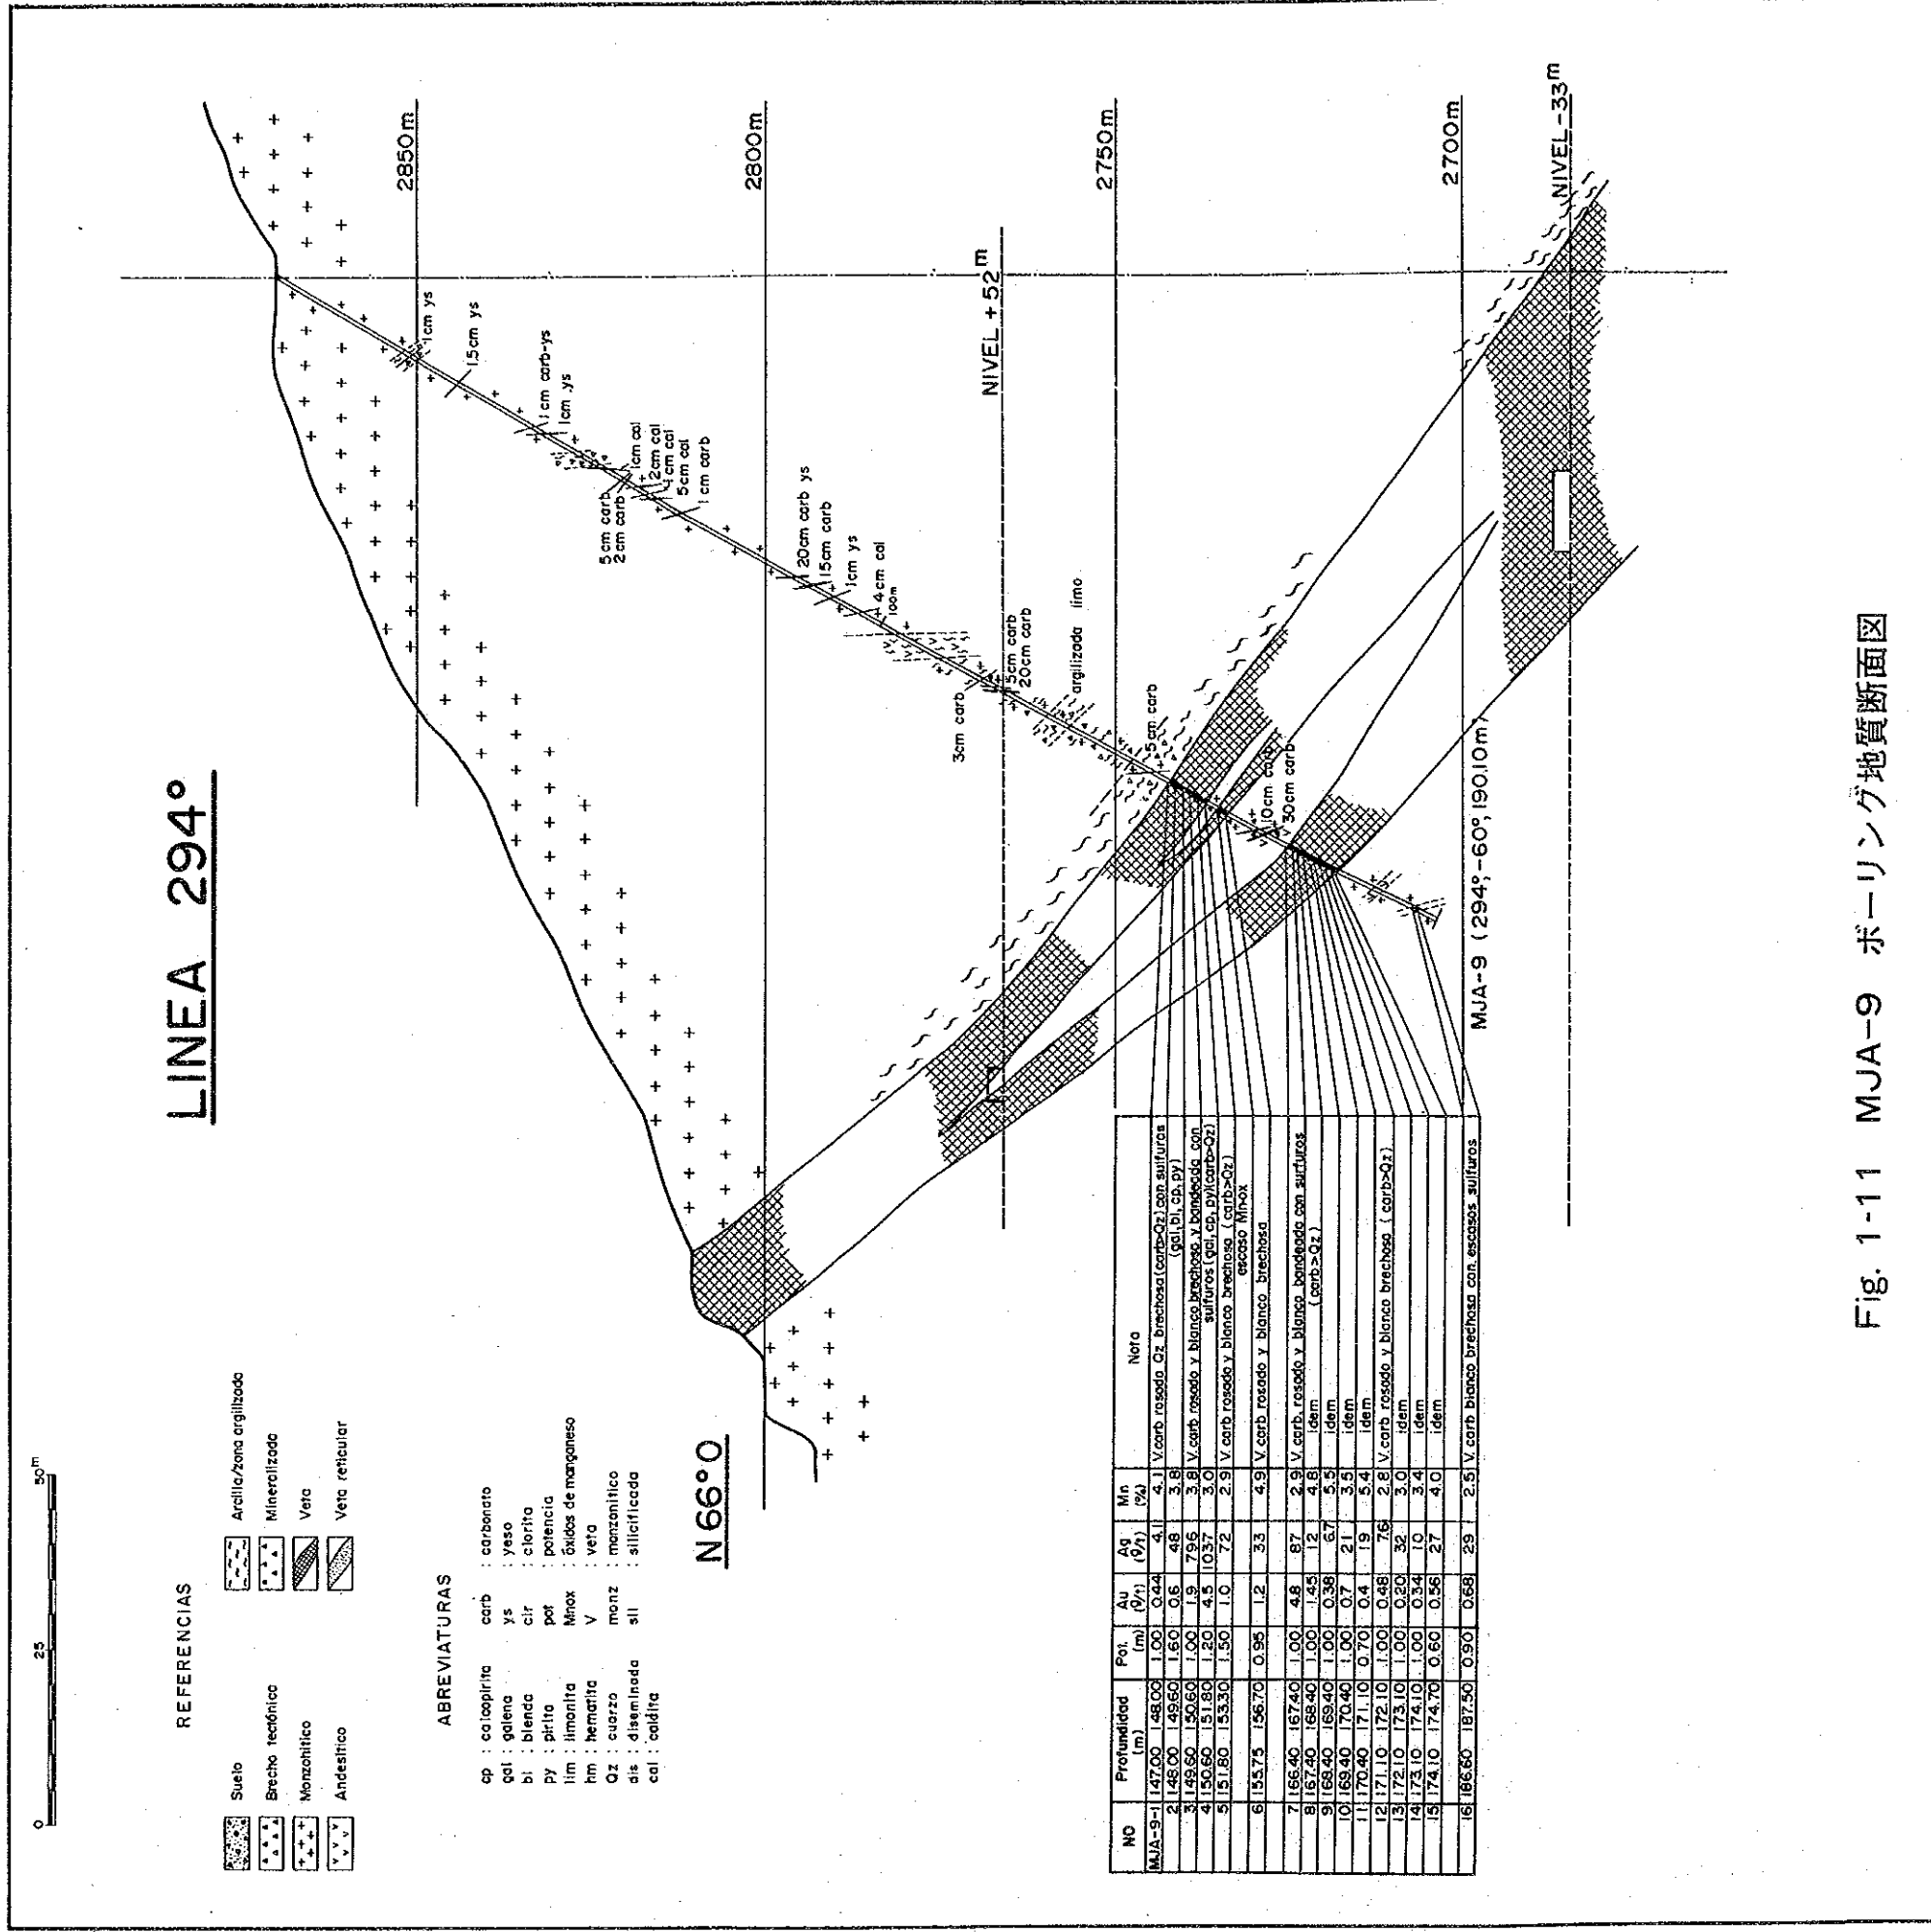 LINEA 294°
0 25 50m
REFERENCIAS
Suelo
Brecha tectónica
Monzohitico
Andesítico
Arcilla/zona argilizada
Mineralizado
Veta
Veta reticular
ABREVIATURAS
cp : calcopirita
gal : galena
bl : blenda
py : pirita
lim : limonita
hm : hematita
Qz : cuarzo
dis : diseminada
cal : caldita
carb : carbonato
ys : yeso
clr : clorita
pot : potencia
Mnox : óxidos de manganeso
V : veta
monz : monzonitico
sil : silicificada
N66°O
2850m
2800m
2750m
2700m
NIVEL +52m
NIVEL -33m
1cm ys
1.5cm ys
1cm carb-ys
1cm ys
5cm carb
2cm carb
1cm cal
2cm cal
1cm cal
5cm cal
1cm carb
20cm carb ys
15cm carb
1cm ys
4cm cal
100m
3cm carb
5cm carb
20cm carb
argilizada limo
5cm carb
10cm carb
30cm carb
MJA-9 (294°,-60°,190.10m)
NO Profundidad (m) Pot. (m) Au (g/t) Ag (g/t) Mn (%) Nota
MJA-9-1 147.00 148.00 1.00 0.44 4.1 4.1 V. carb rosada Qz brechosa(carb>Qz) con sulfuros
2 148.00 149.60 1.60 0.6 48 3.8 (gal, bl, cp, py)
3 149.60 150.60 1.00 1.9 796 3.8 V. carb rosado y blanco brechosa y bandeada con
4 150.60 151.80 1.20 4.5 1037 3.0 sulfuros (gal, cp, py)(carb>Qz)
5 151.80 153.30 1.50 1.0 72 2.9 V. carb rosado y blanco brechosa (carb>Qz)
escaso Mnox
6 155.75 156.70 0.95 1.2 33 4.9 V. carb rosado y blanco brechosa
7 166.40 167.40 1.00 4.8 87 2.9 V. carb. rosado y blanco bandeada con sulfuros
8 167.40 168.40 1.00 1.45 12 4.8 idem (carb>Qz)
9 168.40 169.40 1.00 0.38 6.7 5.5 idem
10 169.40 170.40 1.00 0.7 21 3.5 idem
11 170.40 171.10 0.70 0.4 19 5.4 idem
12 171.10 172.10 1.00 0.48 7.6 2.8 V. carb rosado y blanco brechosa (carb>Qz)
13 172.10 173.10 1.00 0.20 32 3.0 idem
14 173.10 174.10 1.00 0.34 10 3.4 idem
15 174.10 174.70 0.60 0.56 27 4.0 idem
16 186.60 187.50 0.90 0.68 29 2.5 V. carb blanco brechosa con escasos sulfuros
Fig. 1-11 MJA-9 ボーリング地質断面図